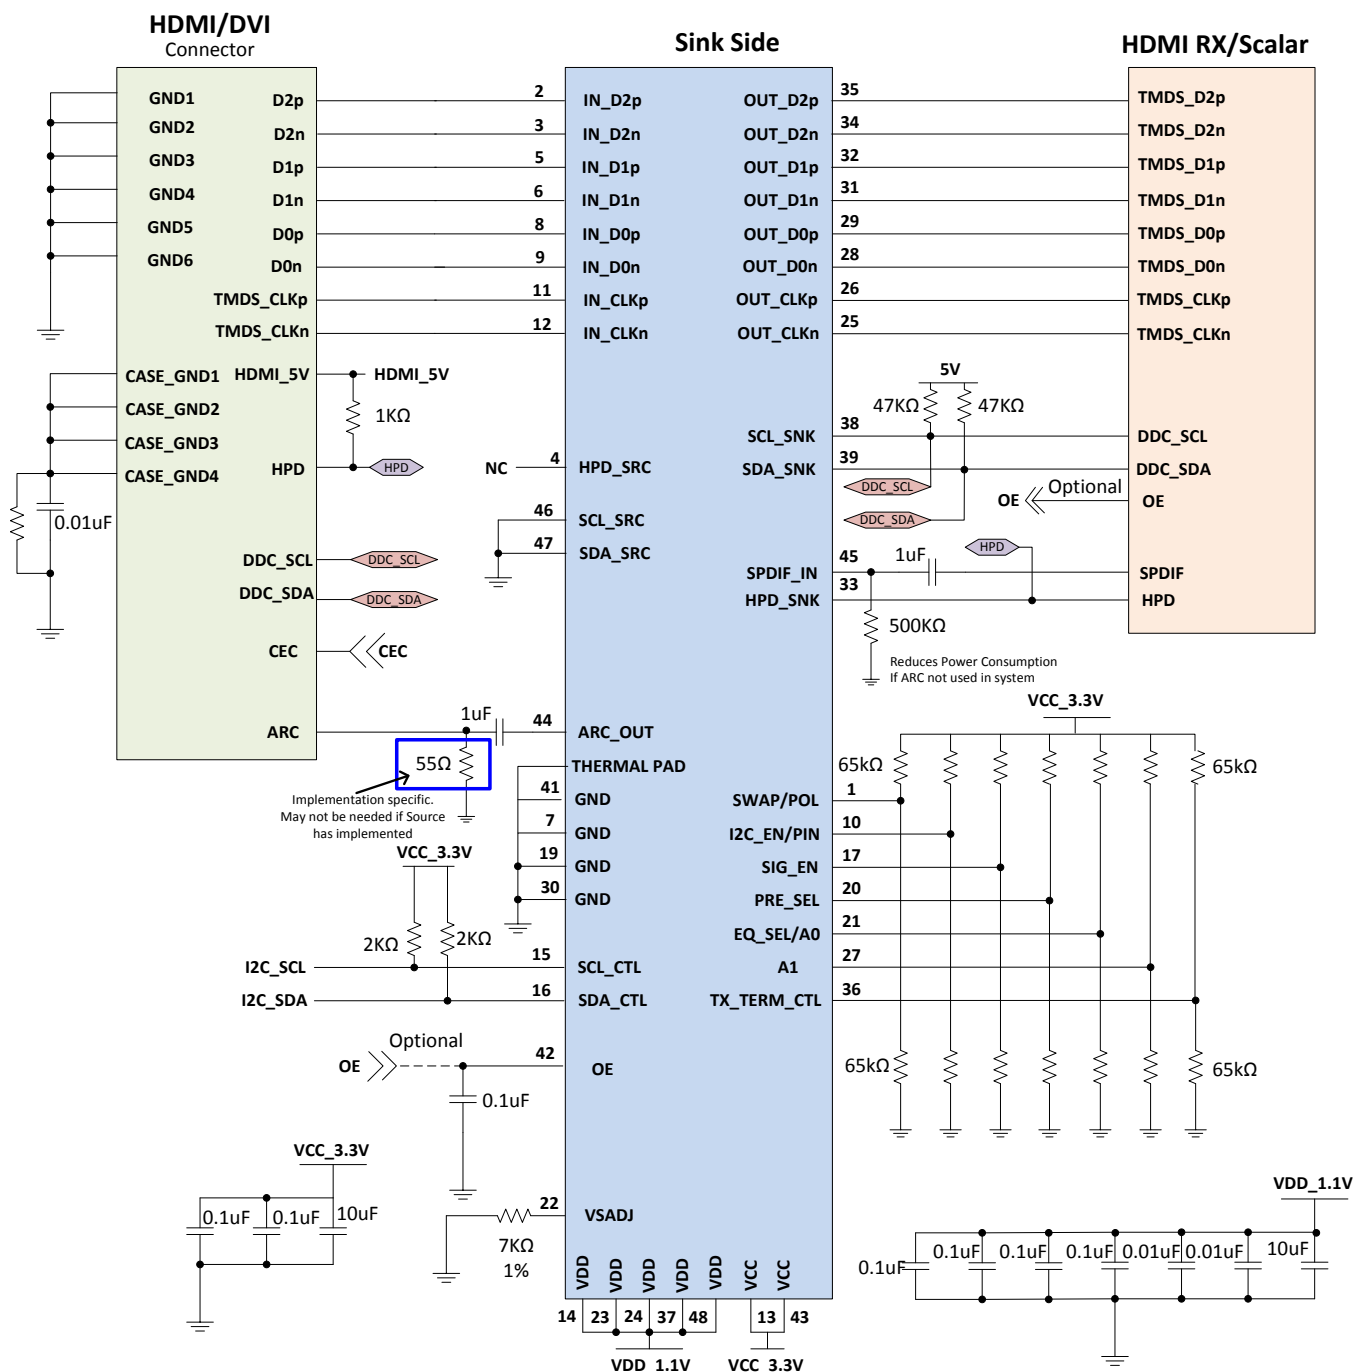 HDMI/DVI
Connector
Sink Side
HDMI RX/Scalar
GND1
GND2
GND3
GND4
GND5
GND6
D2p
D2n
D1p
D1n
D0p
D0n
TMDS_CLKp
TMDS_CLKn
2
3
5
6
8
9
11
12
IN_D2p
IN_D2n
IN_D1p
IN_D1n
IN_D0p
IN_D0n
IN_CLKp
IN_CLKn
OUT_D2p
OUT_D2n
OUT_D1p
OUT_D1n
OUT_D0p
OUT_D0n
OUT_CLKp
OUT_CLKn
35
34
32
31
29
28
26
25
TMDS_D2p
TMDS_D2n
TMDS_D1p
TMDS_D1n
TMDS_D0p
TMDS_D0n
TMDS_CLKp
TMDS_CLKn
CASE_GND1
CASE_GND2
CASE_GND3
CASE_GND4
0.01uF
HDMI_5V
HDMI_5V
1KΩ
HPD
HPD
DDC_SCL
DDC_SCL
DDC_SDA
DDC_SDA
CEC
CEC
ARC
1uF
55Ω
Implementation specific.
May not be needed if Source
has implemented
NC
4
HPD_SRC
46
SCL_SRC
47
SDA_SRC
44
ARC_OUT
THERMAL PAD
41
GND
7
GND
19
GND
30
GND
5V
47KΩ
47KΩ
SCL_SNK
38
DDC_SCL
SDA_SNK
39
DDC_SDA
DDC_SCL
DDC_SDA
OE
Optional
OE
HPD
SPDIF_IN
45
1uF
SPDIF
HPD_SNK
33
HPD
500KΩ
Reduces Power Consumption
If ARC not used in system
VCC_3.3V
65kΩ
65kΩ
SWAP/POL
1
I2C_EN/PIN
10
SIG_EN
17
PRE_SEL
20
EQ_SEL/A0
21
A1
27
TX_TERM_CTL
36
65kΩ
65kΩ
VCC_3.3V
2KΩ
2KΩ
I2C_SCL
15
SCL_CTL
I2C_SDA
16
SDA_CTL
OE
Optional
42
OE
0.1uF
VCC_3.3V
0.1uF
0.1uF
10uF
22
VSADJ
7KΩ
1%
VDD
VDD
VDD
VDD
VDD
VCC
VCC
14
23
24
37
48
13
43
VDD_1.1V
VCC_3.3V
VDD_1.1V
0.1uF
0.1uF
0.1uF
0.1uF
0.01uF
0.01uF
10uF